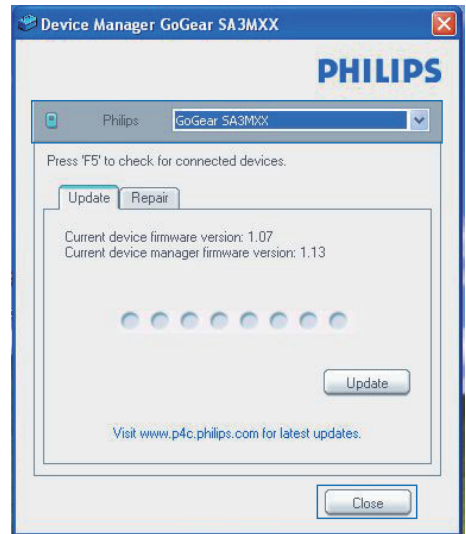 Device Manager GoGear SA3MXX
PHILIPS
Philips GoGear SA3MXX
Press 'F5' to check for connected devices.
Update Repair
Current device firmware version: 1.07
Current device manager firmware version: 1.13
Update
Visit www.p4c.philips.com for latest updates.
Close